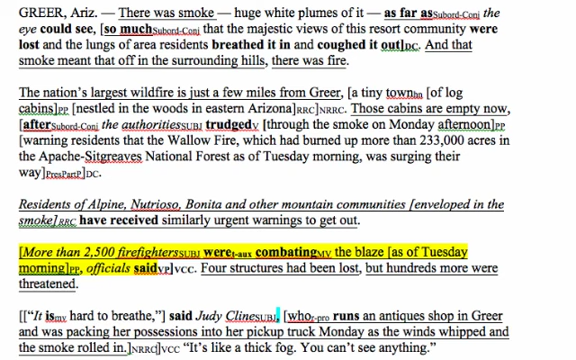 GREER, Ariz. — There was smoke — huge white plumes of it — as far asSubord-Conj the
eye could see, [so muchSubord-Conj that the majestic views of this resort community were
lost and the lungs of area residents breathed it in and coughed it out]DC. And that
smoke meant that off in the surrounding hills, there was fire.
The nation's largest wildfire is just a few miles from Greer, [a tiny townhn [of log
cabins]PP [nestled in the woods in eastern Arizona]RRC]NRRC. Those cabins are empty now,
[afterSubord-Conj the authoritiesSUBJ trudgedV [through the smoke on Monday afternoon]PP
[warning residents that the Wallow Fire, which had burned up more than 233,000 acres in
the Apache-Sitgreaves National Forest as of Tuesday morning, was surging their
way]PresPartP]DC.
Residents of Alpine, Nutrioso, Bonita and other mountain communities [enveloped in the
smoke]RRC have received similarly urgent warnings to get out.
[More than 2,500 firefightersSUBJ weret-aux combatingMV the blaze [as of Tuesday
morning]PP, officials saidVP]VCC. Four structures had been lost, but hundreds more were
threatened.
[["It ismv hard to breathe,"] said Judy ClineSUBJ, [whor-pro runs an antiques shop in Greer
and was packing her possessions into her pickup truck Monday as the winds whipped and
the smoke rolled in.]NRRC]VCC "It's like a thick fog. You can't see anything."